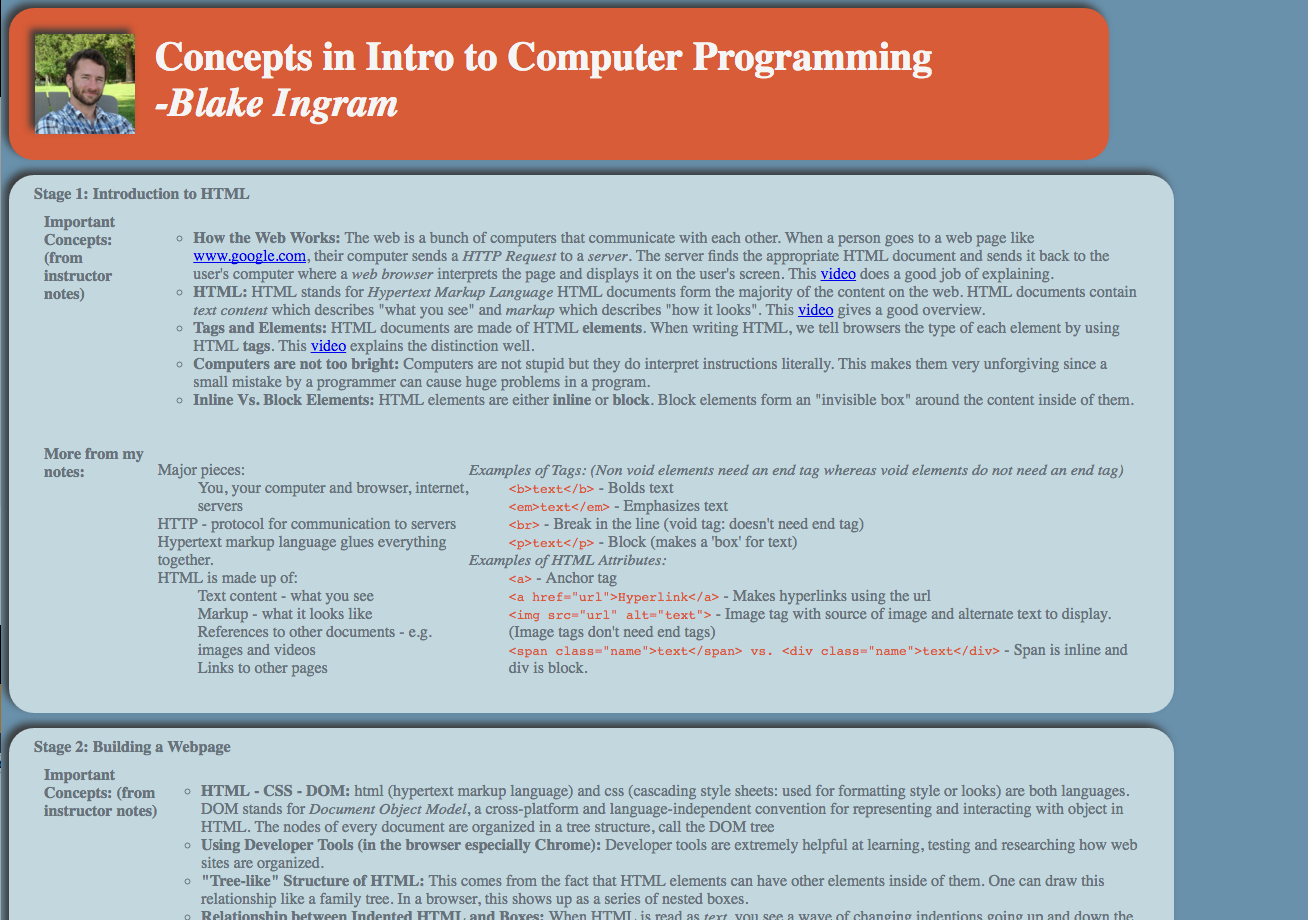 Concepts in Intro to Computer Programming
-Blake Ingram
Stage 1: Introduction to HTML
Important
Concepts:
(from
instructor
notes)
How the Web Works: The web is a bunch of computers that communicate with each other. When a person goes to a web page like
www.google.com, their computer sends a HTTP Request to a server. The server finds the appropriate HTML document and sends it back to the
user's computer where a web browser interprets the page and displays it on the user's screen. This video does a good job of explaining.
HTML: HTML stands for Hypertext Markup Language HTML documents form the majority of the content on the web. HTML documents contain
text content which describes "what you see" and markup which describes "how it looks". This video gives a good overview.
Tags and Elements: HTML documents are made of HTML elements. When writing HTML, we tell browsers the type of each element by using
HTML tags. This video explains the distinction well.
Computers are not too bright: Computers are not stupid but they do interpret instructions literally. This makes them very unforgiving since a
small mistake by a programmer can cause huge problems in a program.
Inline Vs. Block Elements: HTML elements are either inline or block. Block elements form an "invisible box" around the content inside of them.
More from my
notes:
Major pieces:
You, your computer and browser, internet,
servers
HTTP - protocol for communication to servers
Hypertext markup language glues everything
together.
HTML is made up of:
Text content - what you see
Markup - what it looks like
References to other documents - e.g.
images and videos
Links to other pages
Examples of Tags: (Non void elements need an end tag whereas void elements do not need an end tag)
<b>text</b> - Bolds text
<em>text</em> - Emphasizes text
<br> - Break in the line (void tag: doesn't need end tag)
<p>text</p> - Block (makes a 'box' for text)
Examples of HTML Attributes:
<a> - Anchor tag
<a href="url">Hyperlink</a> - Makes hyperlinks using the url
<img src="url" alt="text"> - Image tag with source of image and alternate text to display.
(Image tags don't need end tags)
<span class="name">text</span> vs. <div class="name">text</div> - Span is inline and
div is block.
Stage 2: Building a Webpage
Important
Concepts: (from
instructor notes)
HTML - CSS - DOM: html (hypertext markup language) and css (cascading style sheets: used for formatting style or looks) are both languages.
DOM stands for Document Object Model, a cross-platform and language-independent convention for representing and interacting with object in
HTML. The nodes of every document are organized in a tree structure, call the DOM tree
Using Developer Tools (in the browser especially Chrome): Developer tools are extremely helpful at learning, testing and researching how web
sites are organized.
"Tree-like" Structure of HTML: This comes from the fact that HTML elements can have other elements inside of them. One can draw this
relationship like a family tree. In a browser, this shows up as a series of nested boxes.
Relationship between Indented HTML and Boxes: When HTML is read as text, you see a wave of changing indentions going up and down the